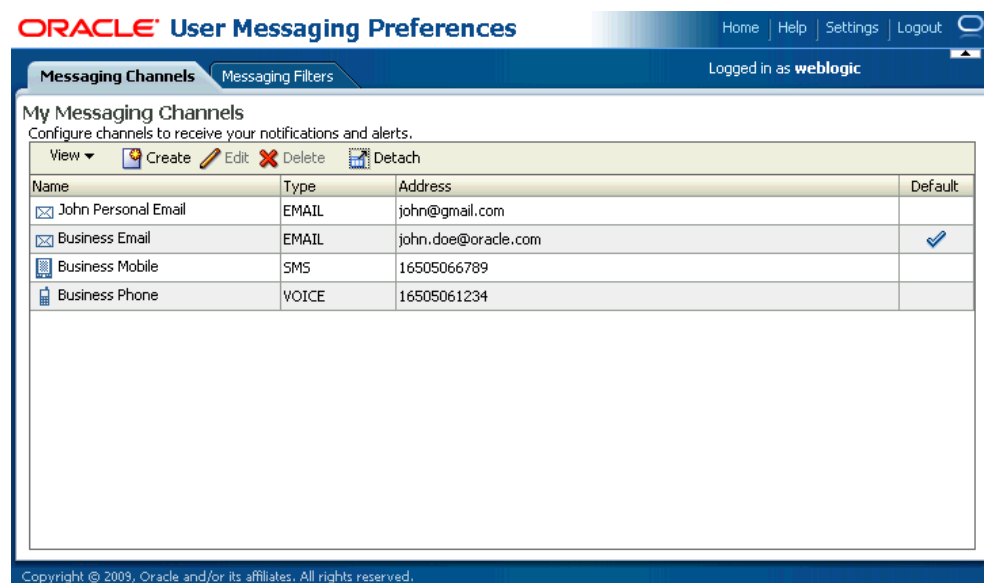 ORACLE User Messaging Preferences
Home Help Settings Logout
Messaging Channels Messaging Filters
Logged in as weblogic
My Messaging Channels
Configure channels to receive your notifications and alerts.
View Create Edit Delete Detach
Name Type Address Default
John Personal Email EMAIL john@gmail.com
Business Email EMAIL john.doe@oracle.com
Business Mobile SMS 16505066789
Business Phone VOICE 16505061234
Copyright © 2009, Oracle and/or its affiliates. All rights reserved.